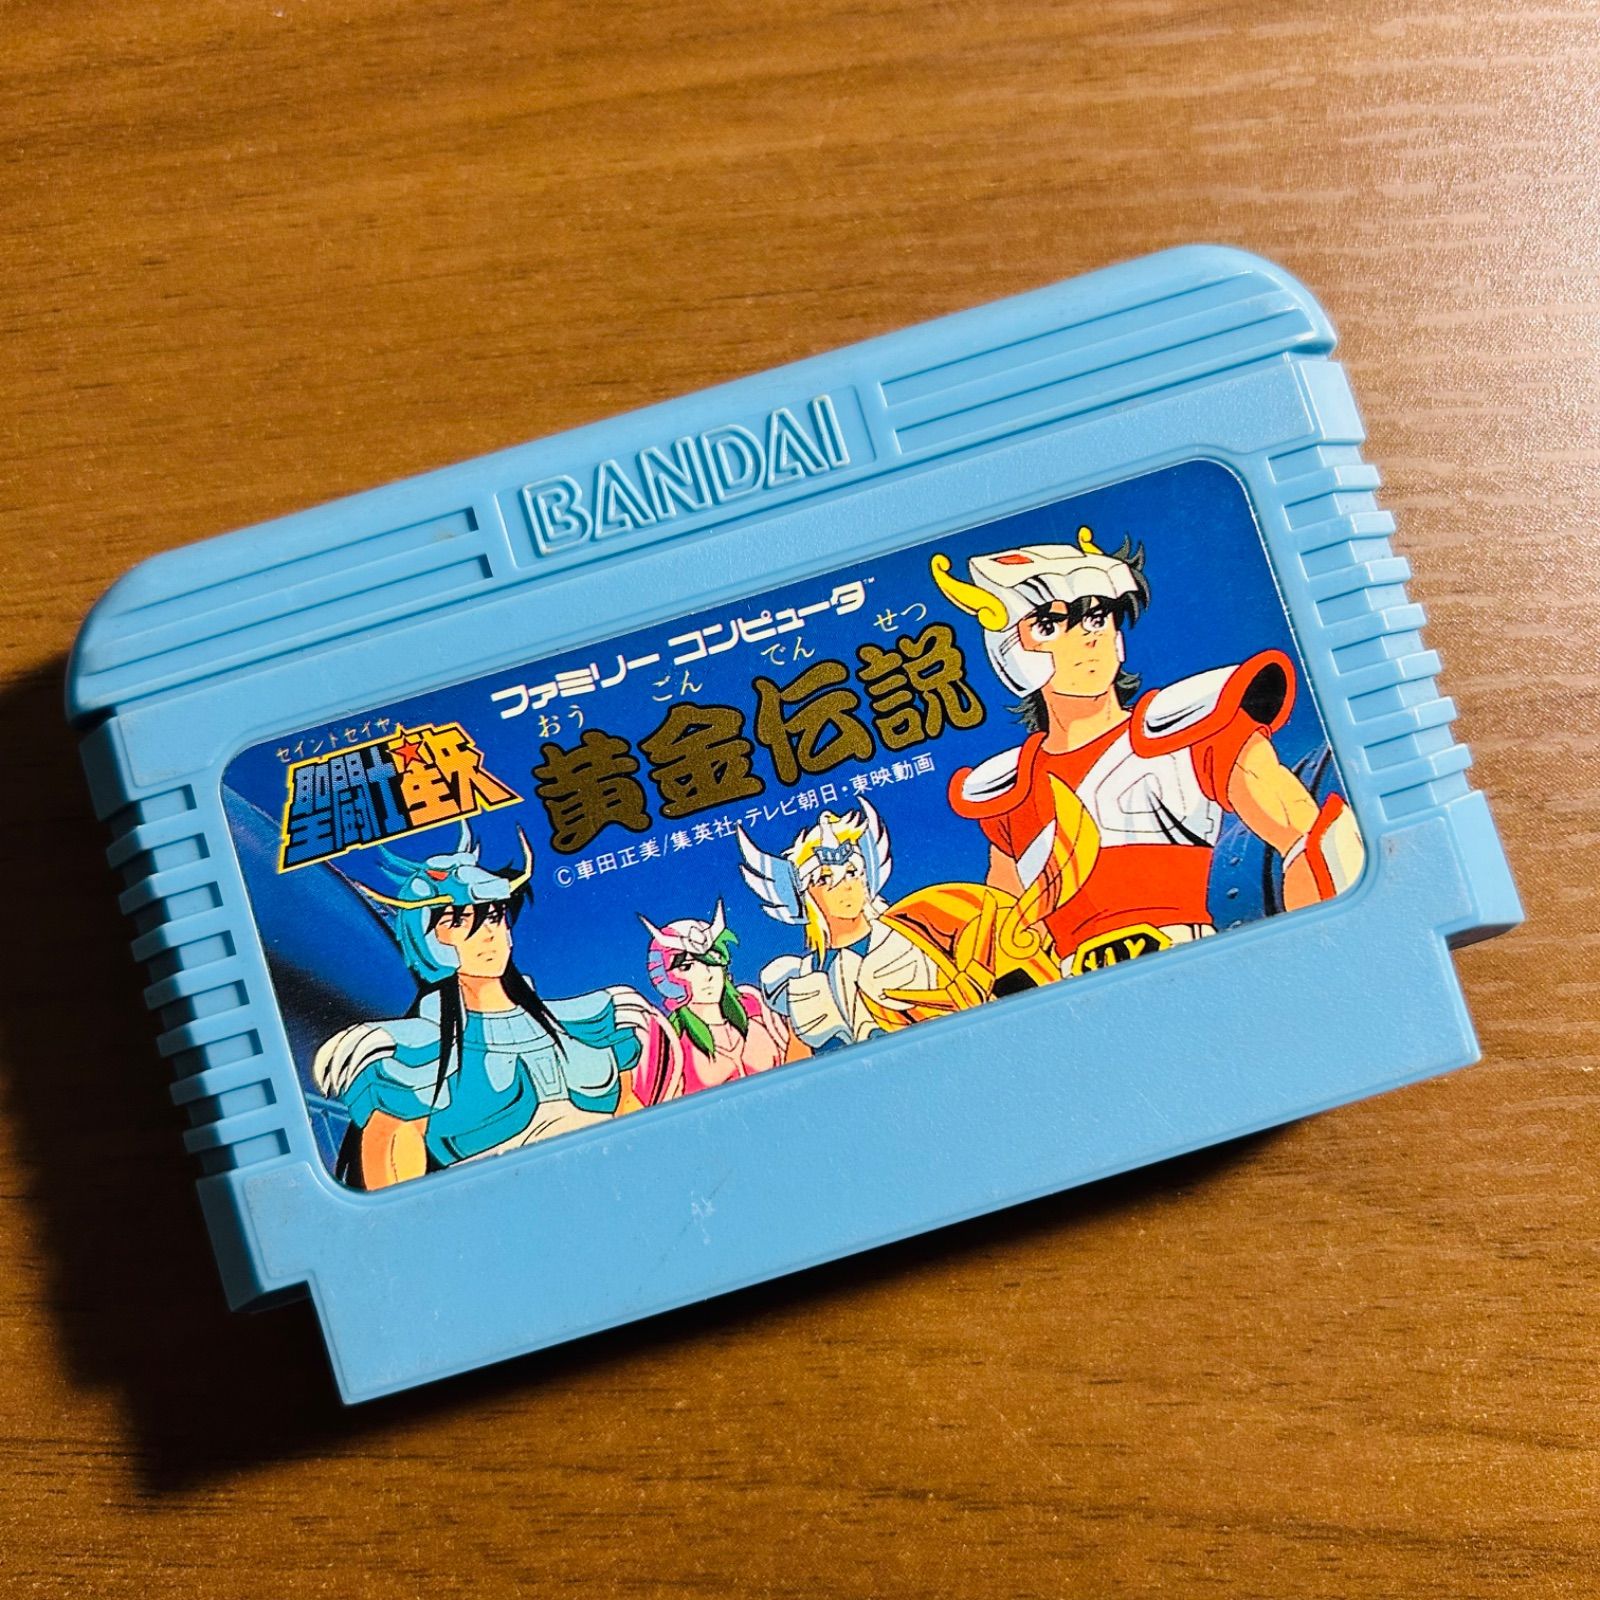 BANDAI
ファミリー コンピュータ™
セイントセイヤ
聖闘士星矢
おう ごん でん せつ
黄金伝説
©車田正美/集英社・テレビ朝日・東映動画